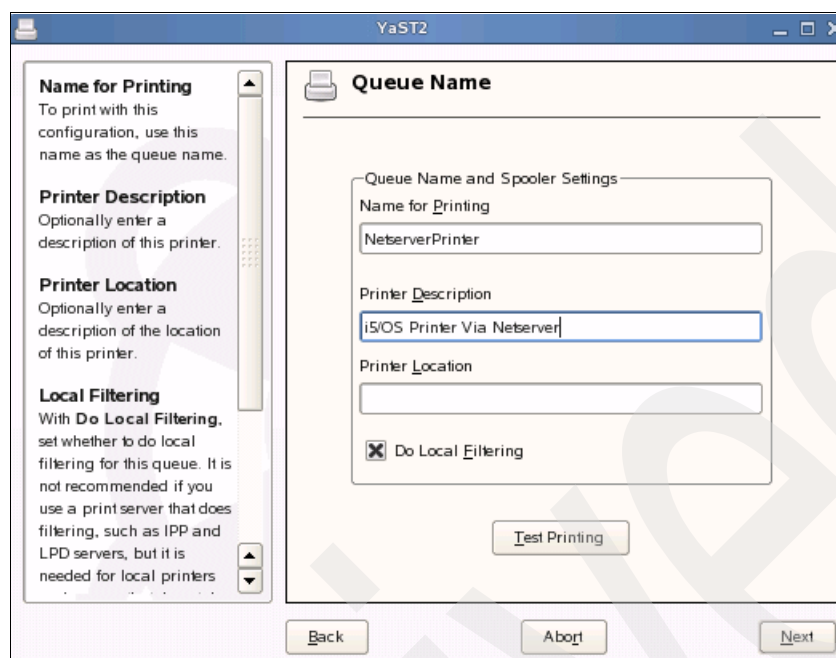 YaST2
Name for Printing
To print with this
configuration, use this
name as the queue name.
Printer Description
Optionally enter a
description of this printer.
Printer Location
Optionally enter a
description of the location
of this printer.
Local Filtering
With Do Local Filtering,
set whether to do local
filtering for this queue. It is
not recommended if you
use a print server that does
filtering, such as IPP and
LPD servers, but it is
needed for local printers
Queue Name
Queue Name and Spooler Settings
Name for Printing
NetserverPrinter
Printer Description
i5/OS Printer Via Netserver
Printer Location
Do Local Filtering
Test Printing
Back
Abort
Next